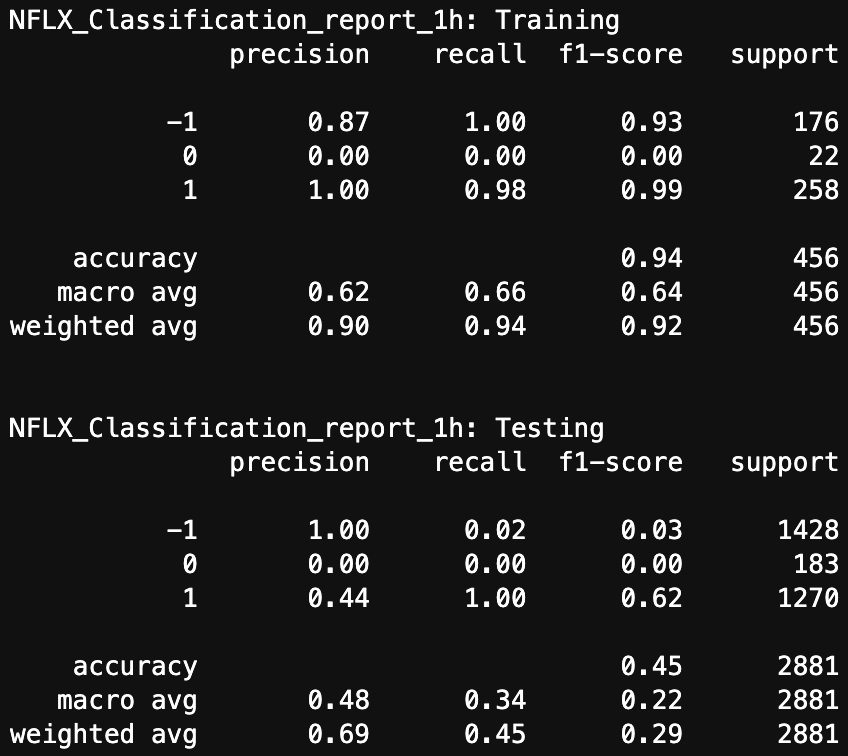 NFLX_Classification_report_1h: Training
precision recall f1-score support
-1 0.87 1.00 0.93 176
0 0.00 0.00 0.00 22
1 1.00 0.98 0.99 258
accuracy 0.94 456
macro avg 0.62 0.66 0.64 456
weighted avg 0.90 0.94 0.92 456
NFLX_Classification_report_1h: Testing
precision recall f1-score support
-1 1.00 0.02 0.03 1428
0 0.00 0.00 0.00 183
1 0.44 1.00 0.62 1270
accuracy 0.45 2881
macro avg 0.48 0.34 0.22 2881
weighted avg 0.69 0.45 0.29 2881